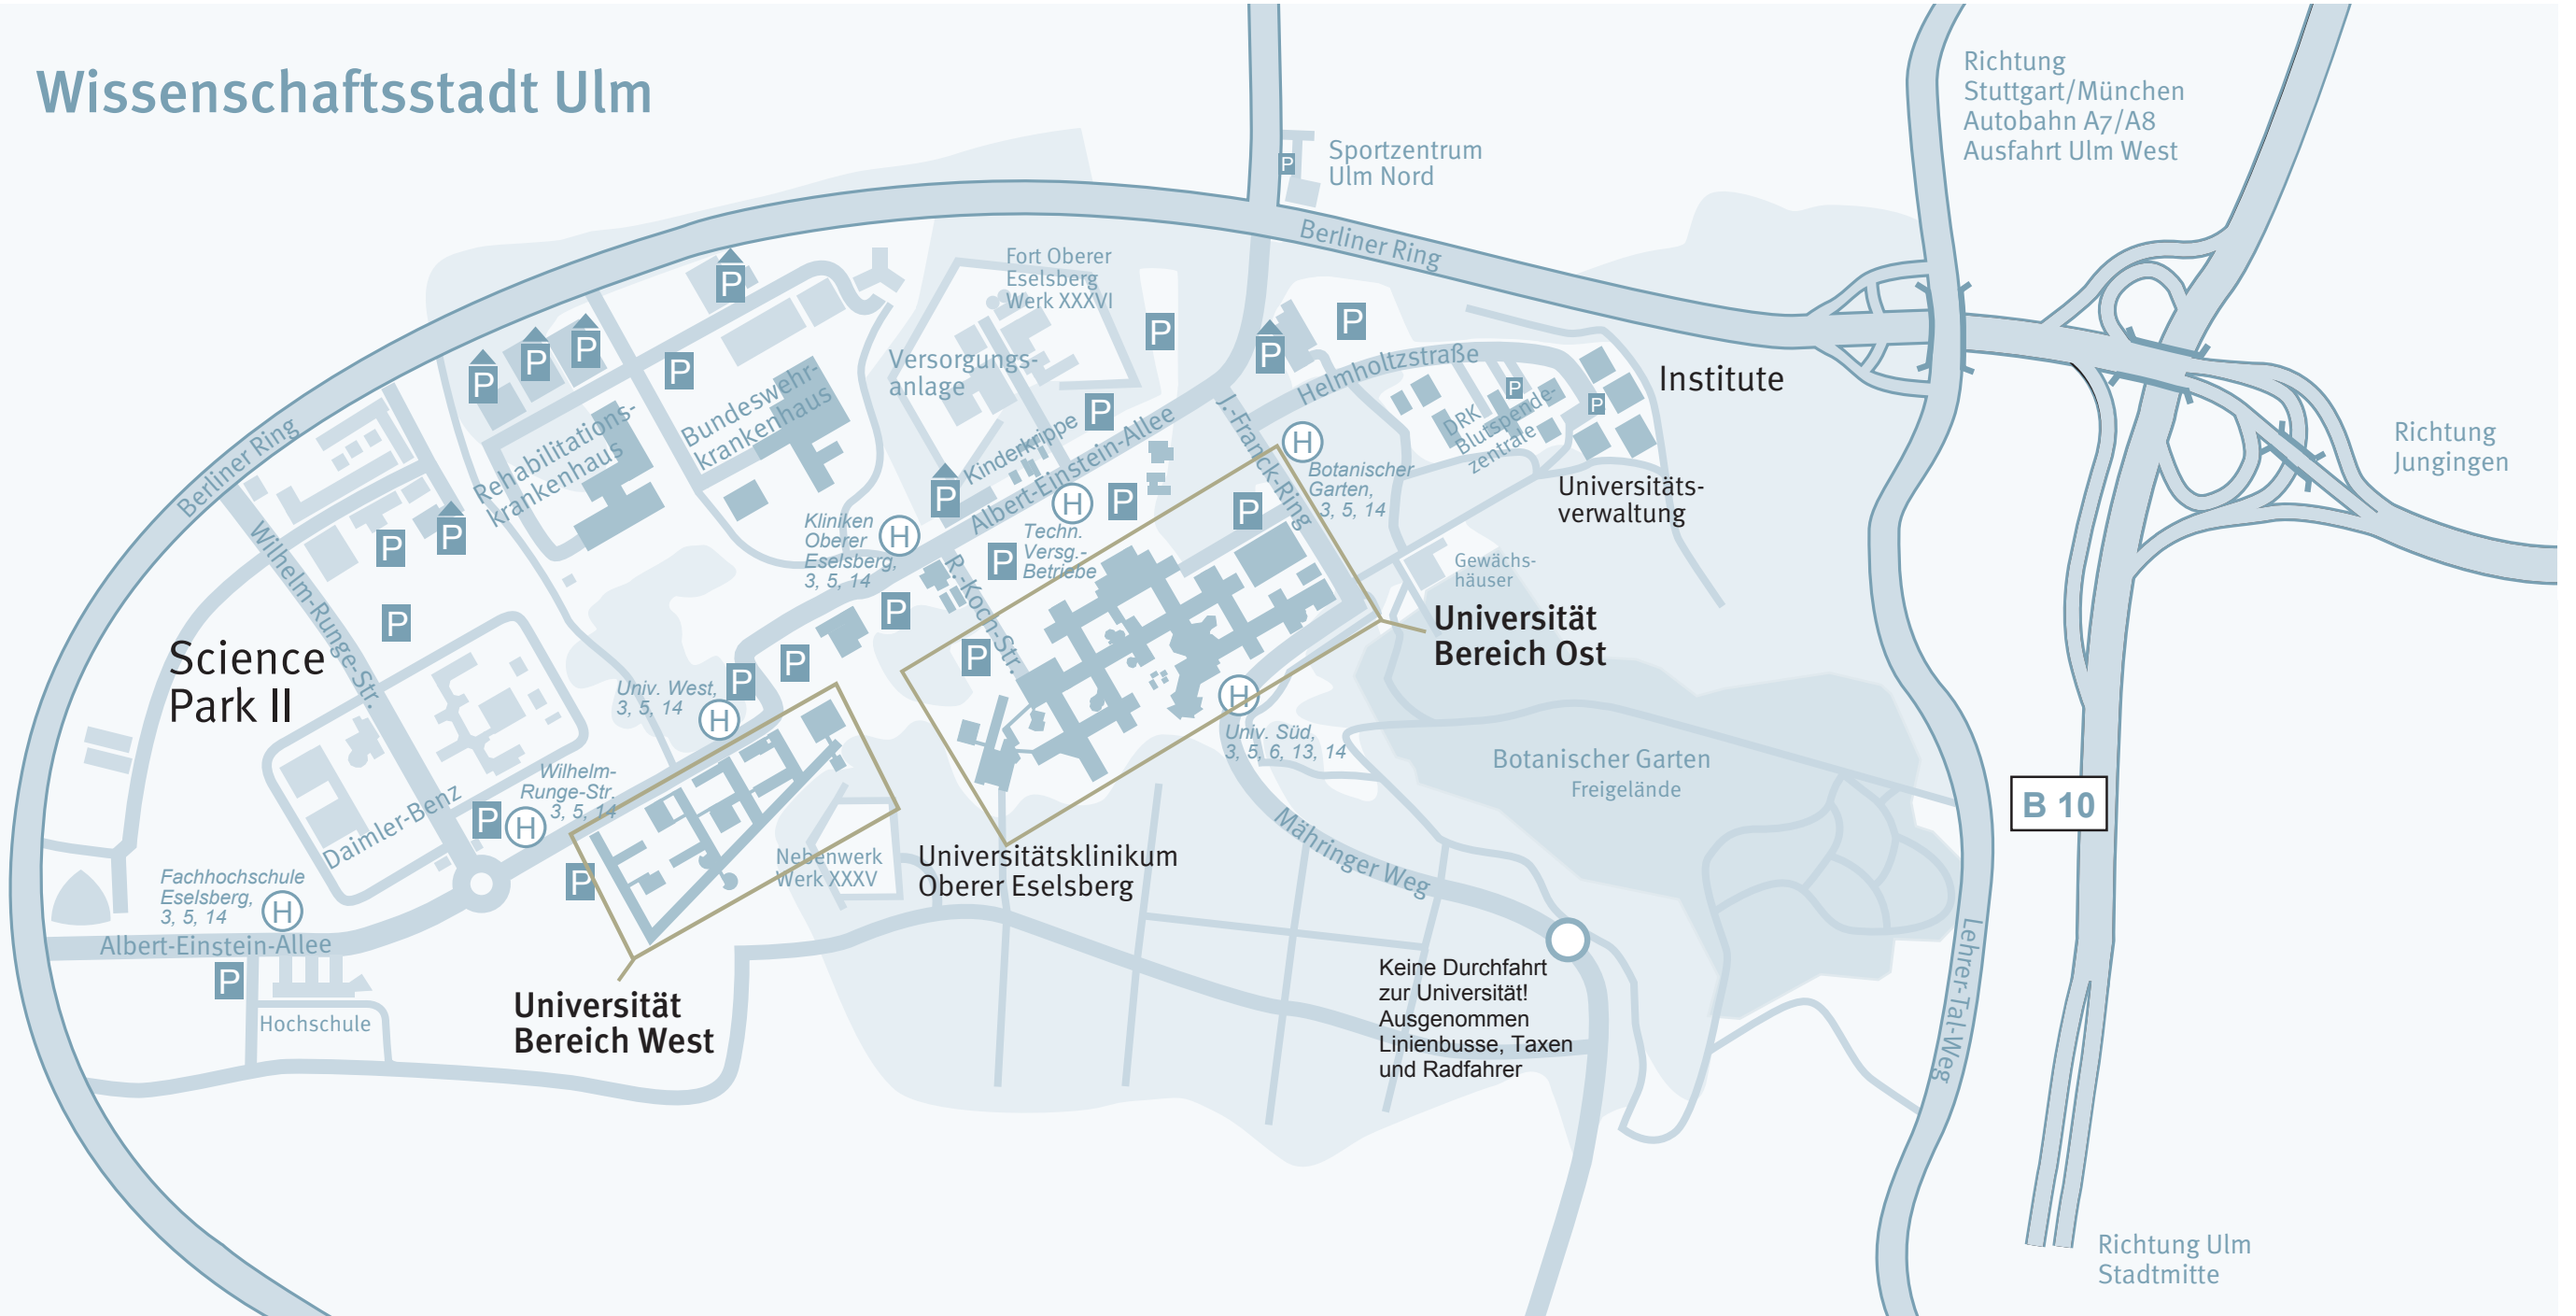 Wissenschaftsstadt Ulm
Richtung
Stuttgart/München
Autobahn A7/A8
Ausfahrt Ulm West
P
Sportzentrum
Ulm Nord
Berliner Ring
Fort Oberer
Eselsberg
Werk XXXVI
P
P
P
P
P
P
P
P
P
Versorgungs-
anlage
Bundeswehr-
krankenhaus
Rehabilitations-
krankenhaus
Helmholtzstraße
Institute
P
P
DRK
Blutspende-
zentrale
P
Kinderkrippe
Albert-Einstein-Allee
J.-Franck-Ring
H
Botanischer
Garten,
3, 5, 14
Richtung
Jungingen
Berliner Ring
Universitäts-
verwaltung
P
H
P
P
Techn.
Versg.-
Betriebe
P
Kliniken
Oberer
Eselsberg,
3, 5, 14
H
P
P
P
Wilhelm-Runge-Str.
Gewächs-
häuser
R.-Koch-Str.
P
P
Universität
Bereich Ost
Science
Park II
P
P
P
Univ. West,
3, 5, 14
H
H
Univ. Süd,
3, 5, 6, 13, 14
Botanischer Garten
Freigelände
B 10
Wilhelm-
Runge-Str.
3, 5, 14
P
H
Daimler-Benz
P
Nebenwerk
Werk XXXV
Universitätsklinikum
Oberer Eselsberg
Mähringer Weg
Fachhochschule
Eselsberg,
3, 5, 14
H
Albert-Einstein-Allee
P
Hochschule
Universität
Bereich West
Keine Durchfahrt
zur Universität!
Ausgenommen
Linienbusse, Taxen
und Radfahrer
Lehrer-Tal-Weg
Richtung Ulm
Stadtmitte